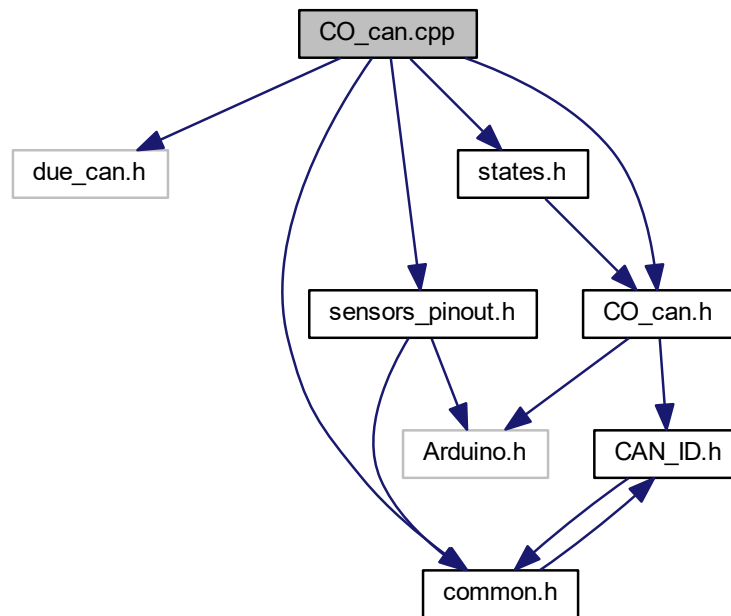 CO_can.cpp
due_can.h
states.h
sensors_pinout.h
CO_can.h
Arduino.h
CAN_ID.h
common.h